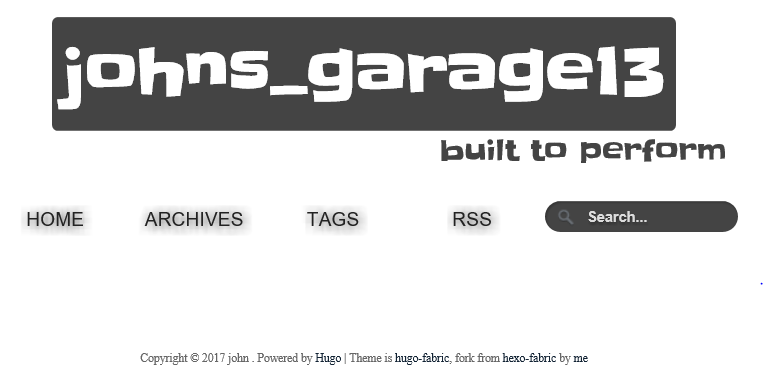 johns_garage13
built to perform
HOME ARCHIVES TAGS RSS Search...
.
Copyright © 2017 john . Powered by Hugo | Theme is hugo-fabric, fork from hexo-fabric by me